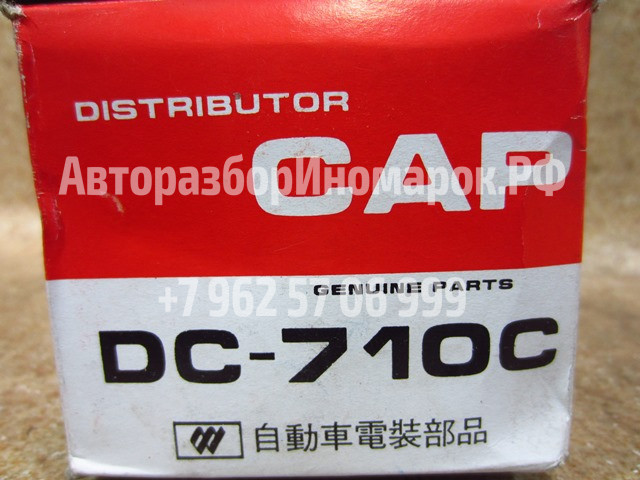 DISTRIBUTOR
CAP
АвторазборИномарок.РФ
GENUINE PARTS
+7 962 57 06 999
DC-710C
自動車電装部品